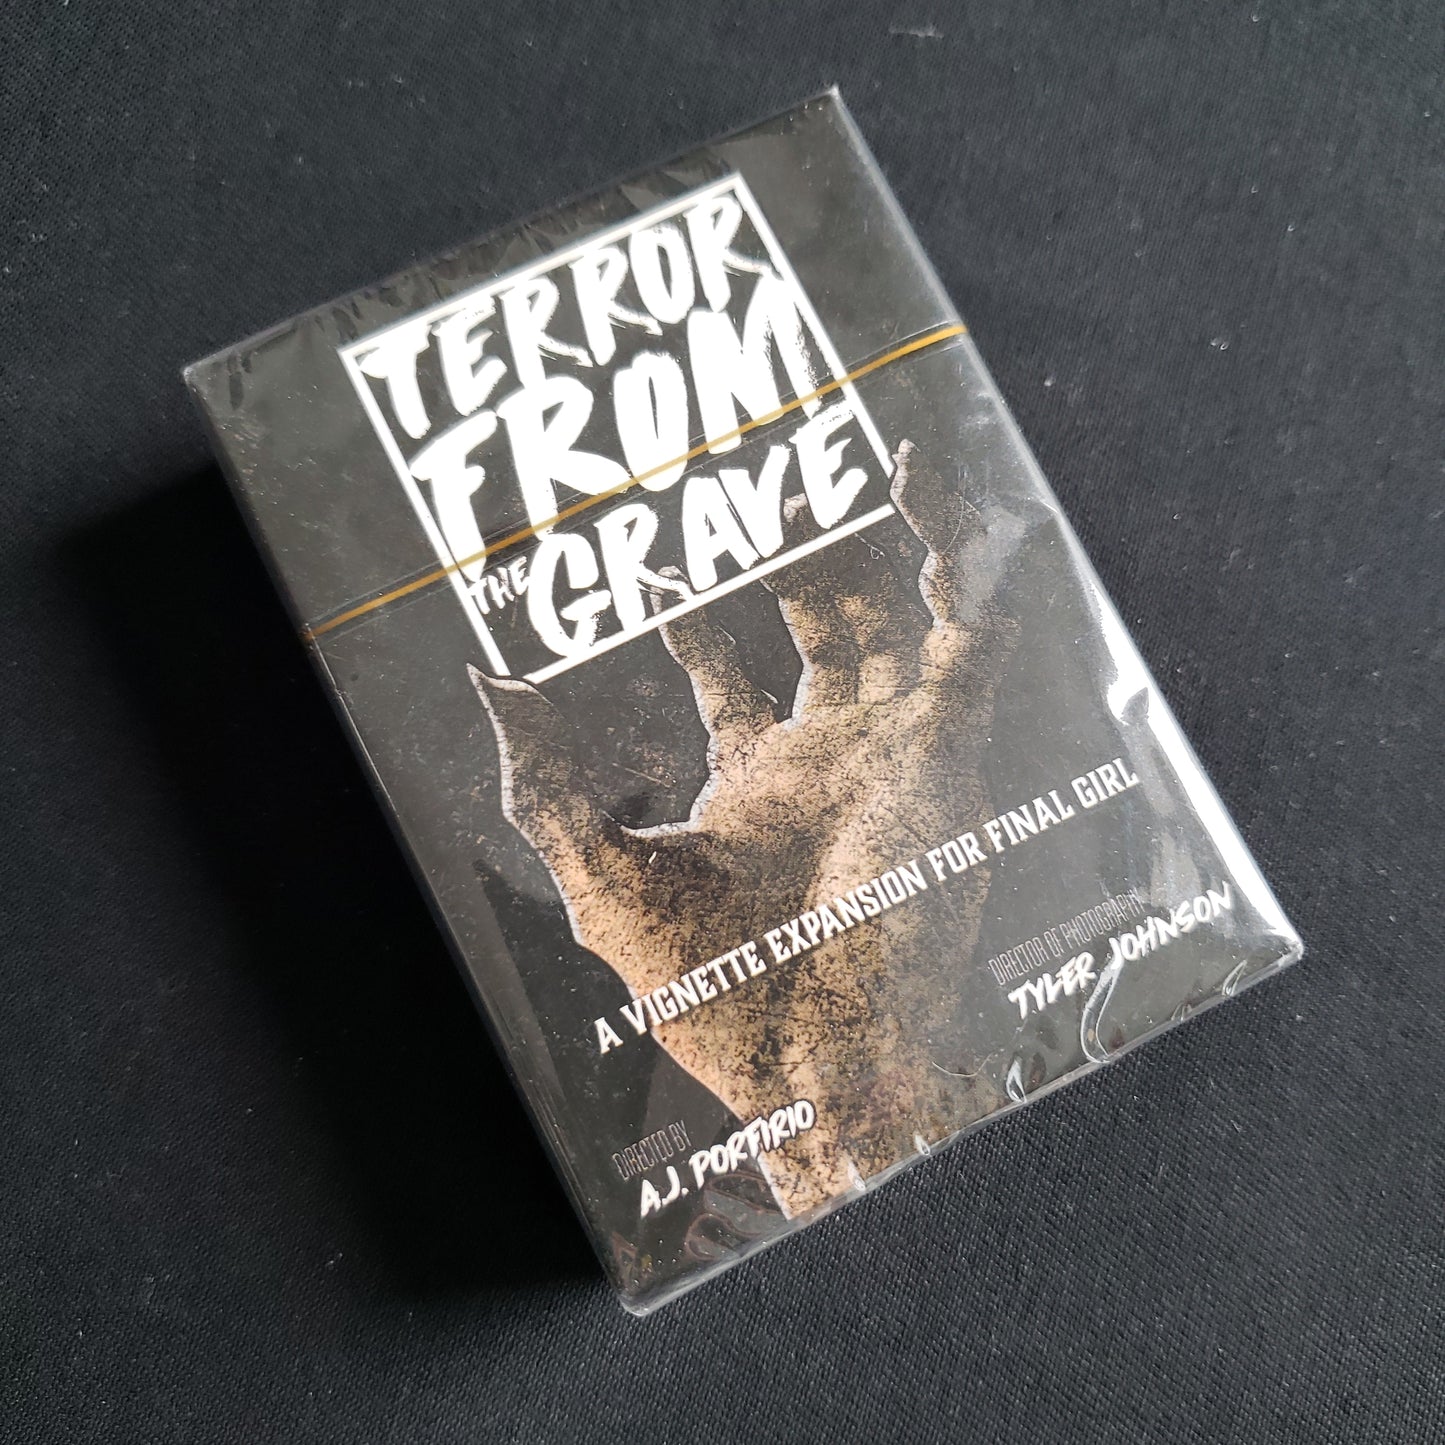 TERROR
FROM
THE GRAVE
A VIGNETTE EXPANSION FOR FINAL GIRL
DIRECTOR OF PHOTOGRAPHY
TYLER JOHNSON
DIRECTED BY
A.J. PORFIRIO